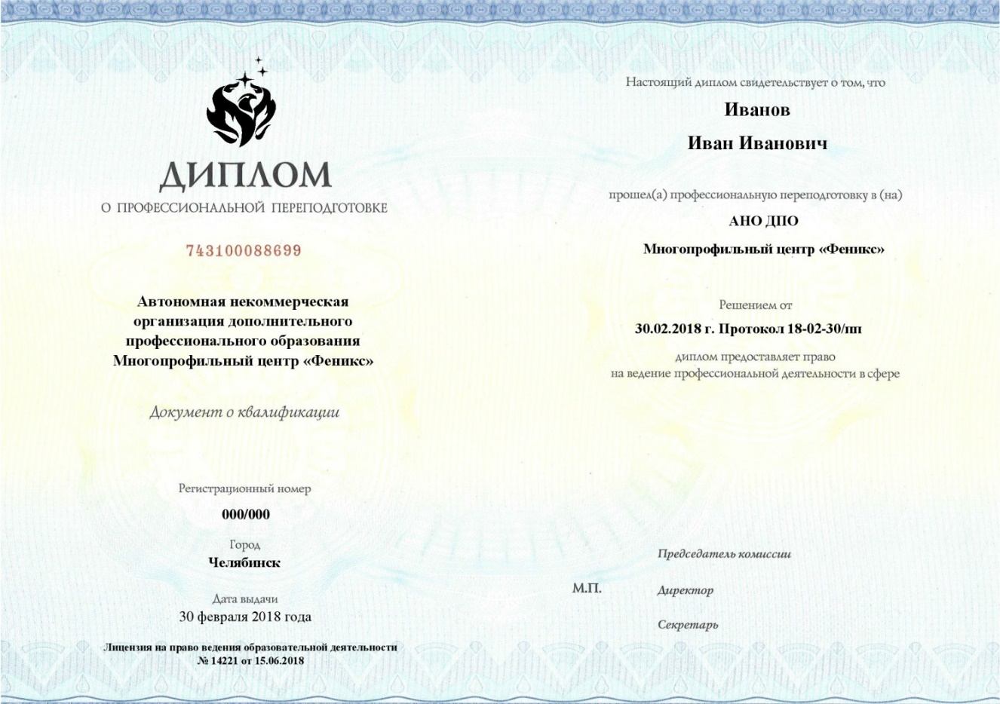 ДИПЛОМ
О ПРОФЕССИОНАЛЬНОЙ ПЕРЕПОДГОТОВКЕ
743100088699
Автономная некоммерческая
организация дополнительного
профессионального образования
Многопрофильный центр «Феникс»
Документ о квалификации
Регистрационный номер
000/000
Город
Челябинск
Дата выдачи
30 февраля 2018 года
Лицензия на право ведения образовательной деятельности
№ 14221 от 15.06.2018
Настоящий диплом свидетельствует о том, что
Иванов
Иван Иванович
прошел(а) профессиональную переподготовку в (на)
АНО ДПО
Многопрофильный центр «Феникс»
Решением от
30.02.2018 г. Протокол 18-02-30/пп
диплом предоставляет право
на ведение профессиональной деятельности в сфере
Председатель комиссии
М.П.
Директор
Секретарь